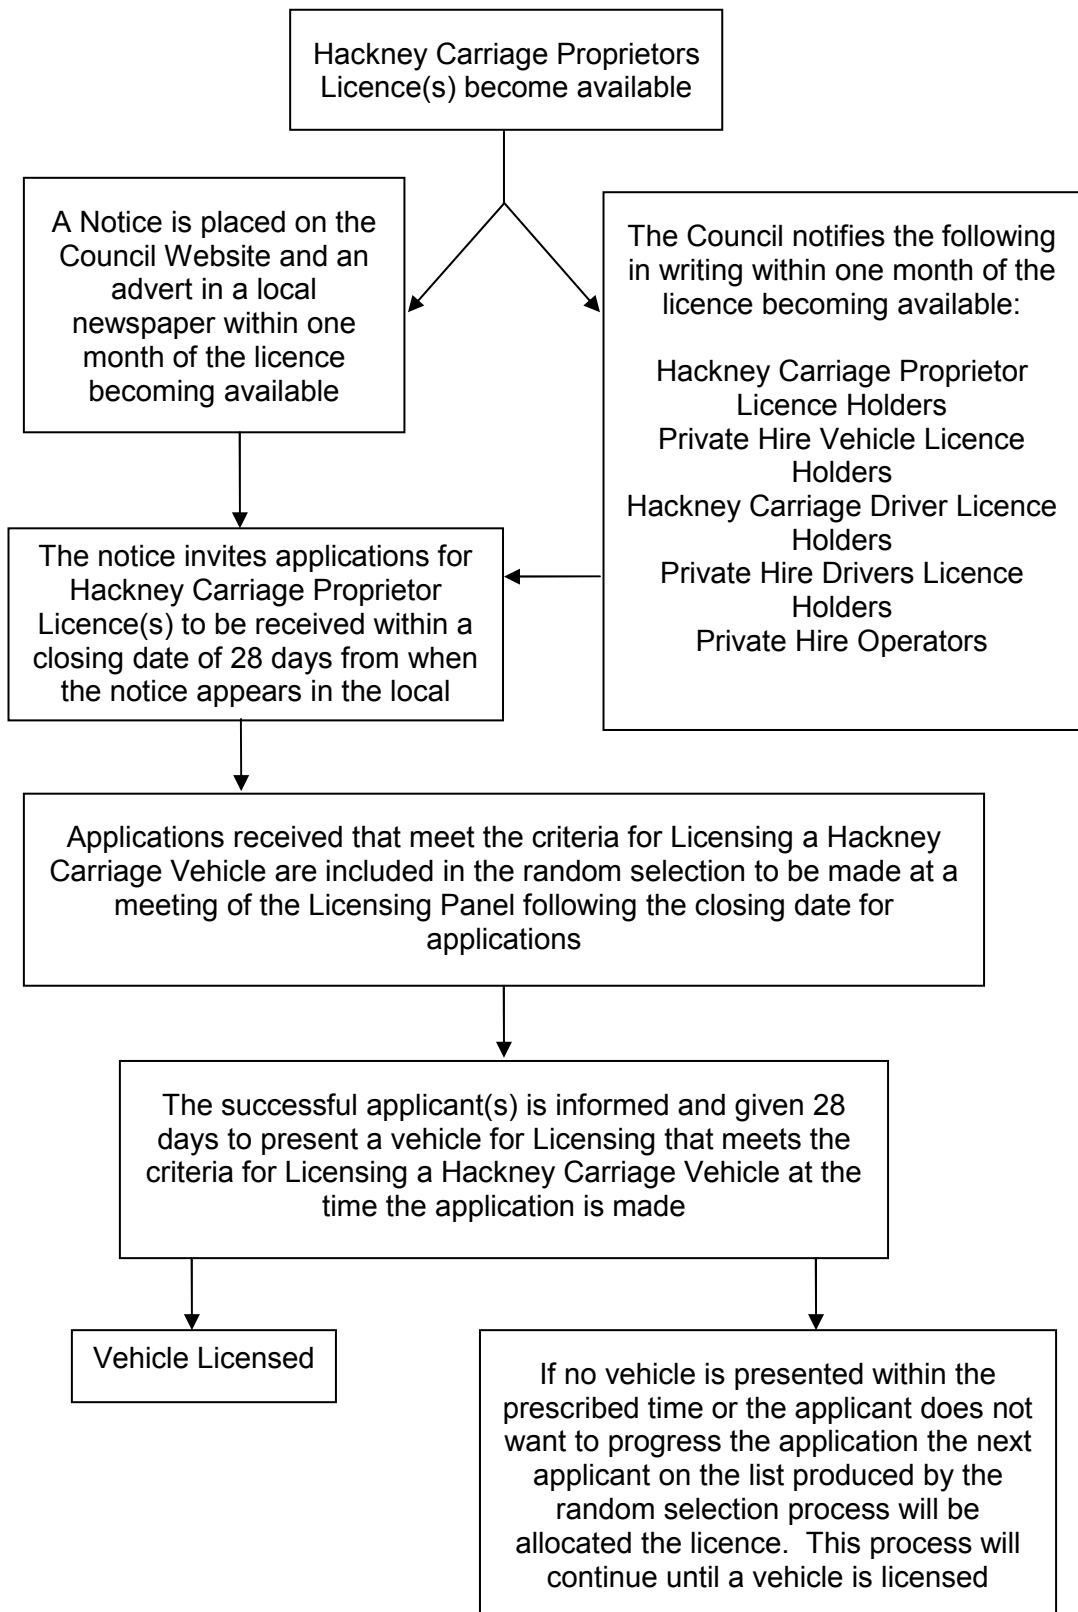 Hackney Carriage Proprietors
Licence(s) become available
A Notice is placed on the
Council Website and an
advert in a local
newspaper within one
month of the licence
becoming available
The Council notifies the following
in writing within one month of the
licence becoming available:
Hackney Carriage Proprietor
Licence Holders
Private Hire Vehicle Licence
Holders
Hackney Carriage Driver Licence
Holders
Private Hire Drivers Licence
Holders
Private Hire Operators
The notice invites applications for
Hackney Carriage Proprietor
Licence(s) to be received within a
closing date of 28 days from when
the notice appears in the local
Applications received that meet the criteria for Licensing a Hackney
Carriage Vehicle are included in the random selection to be made at a
meeting of the Licensing Panel following the closing date for
applications
The successful applicant(s) is informed and given 28
days to present a vehicle for Licensing that meets the
criteria for Licensing a Hackney Carriage Vehicle at the
time the application is made
Vehicle Licensed
If no vehicle is presented within the
prescribed time or the applicant does not
want to progress the application the next
applicant on the list produced by the
random selection process will be
allocated the licence.  This process will
continue until a vehicle is licensed